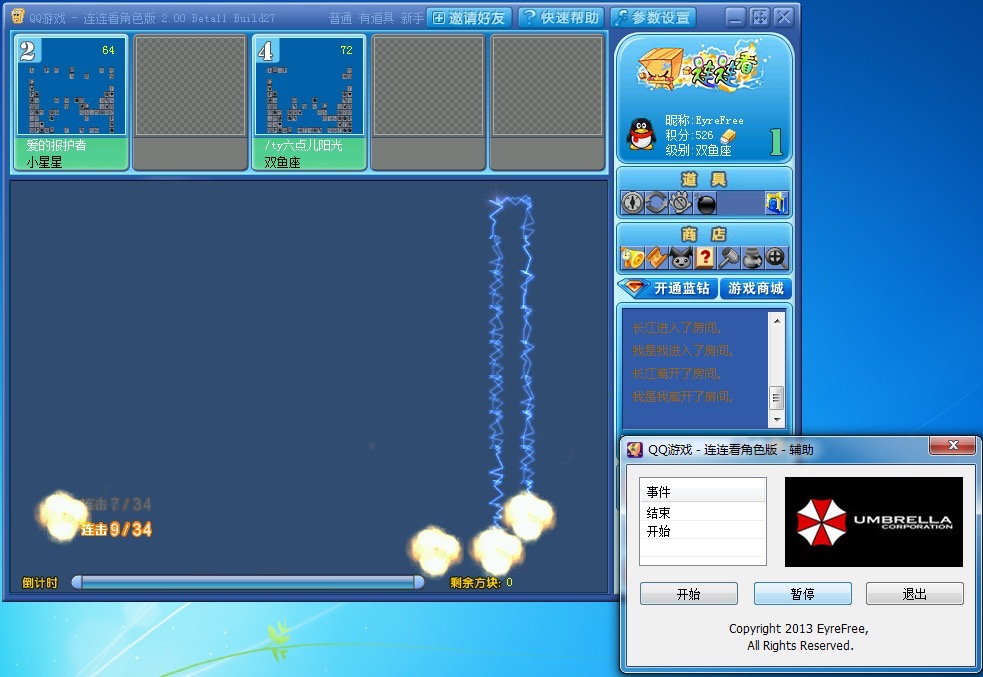 QQ游戏 - 连连看角色版 2.00 Beta11 Build27
普通 有道具 新手
邀请好友
快速帮助
参数设置
2
64
爱的报护者
小星星
4
72
/ty六点儿阳光
双鱼座
连连看
昵称:EyreFree
积分:526
级别:双鱼座
1
道 具
商 店
?
开通蓝钻
游戏商城
长江进入了房间。
我是我进入了房间。
长江离开了房间。
我是我离开了房间。
连击7/34
连击9/34
倒计时
剩余方块: 0
QQ游戏 - 连连看角色版 - 辅助
事件
结束
开始
UMBRELLA
CORPORATION
开始
暂停
退出
Copyright 2013 EyreFree,
All Rights Reserved.